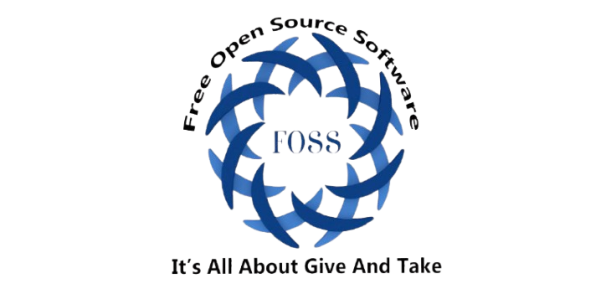 Free Open Source Software
FOSS
It's All About Give And Take